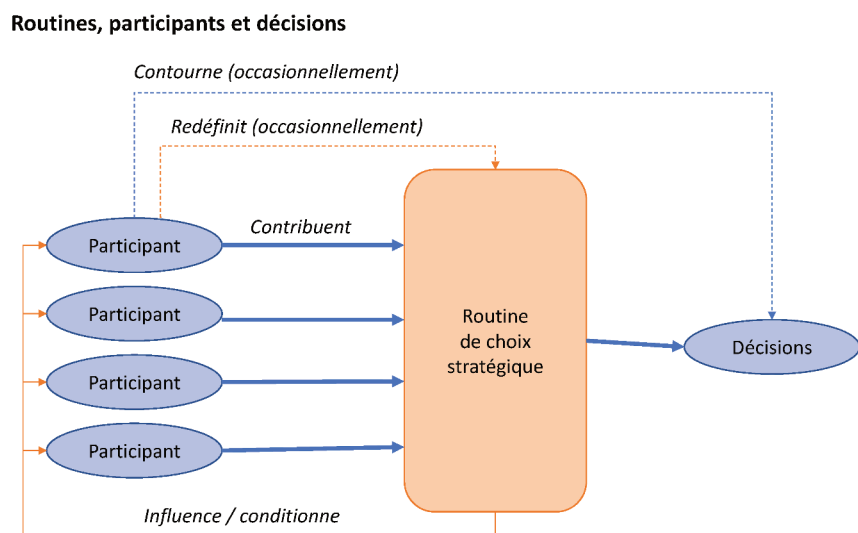 Routines, participants et décisions
Contourne (occasionnellement)
Redéfinit (occasionnellement)
Contribuent
Participant
Participant
Participant
Participant
Routine
de choix
stratégique
Décisions
Influence / conditionne